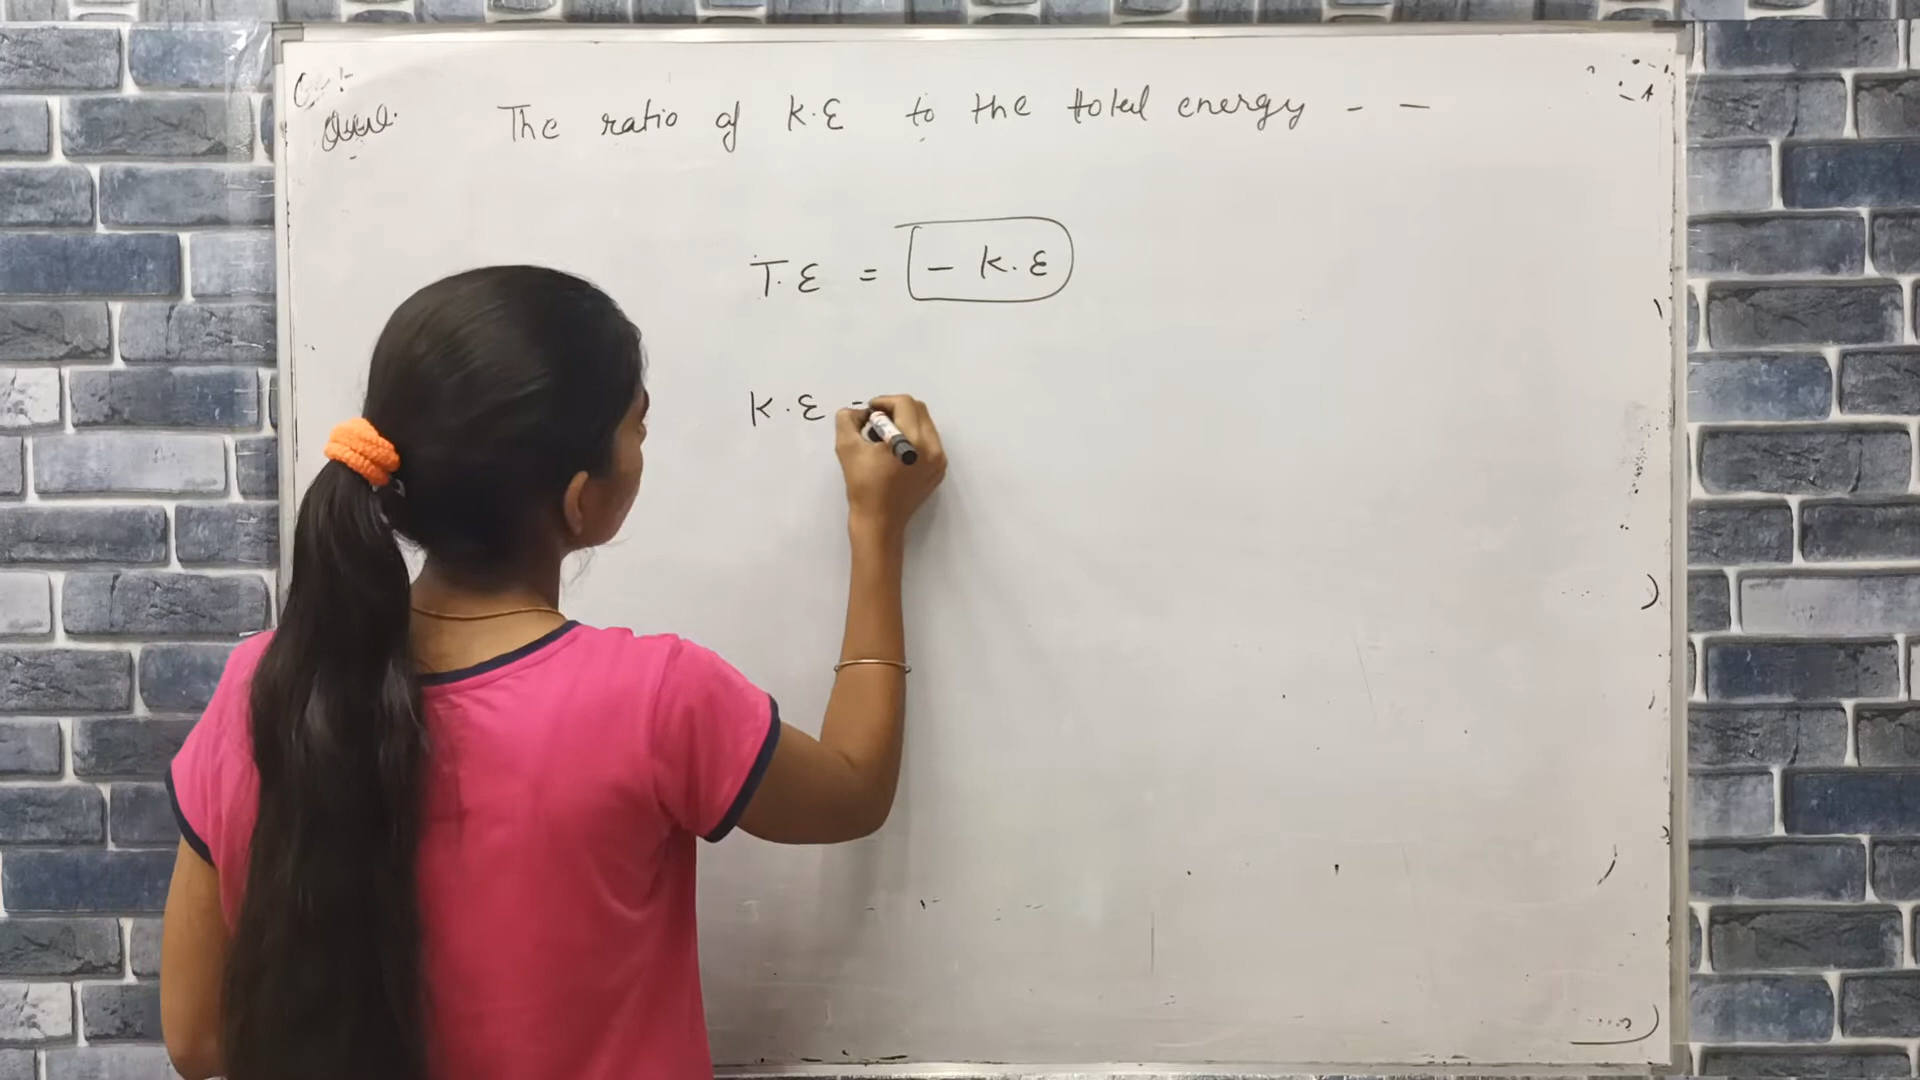 Ques.
The ratio of K.E to the total energy - -
T.E = - K.E
K.E =